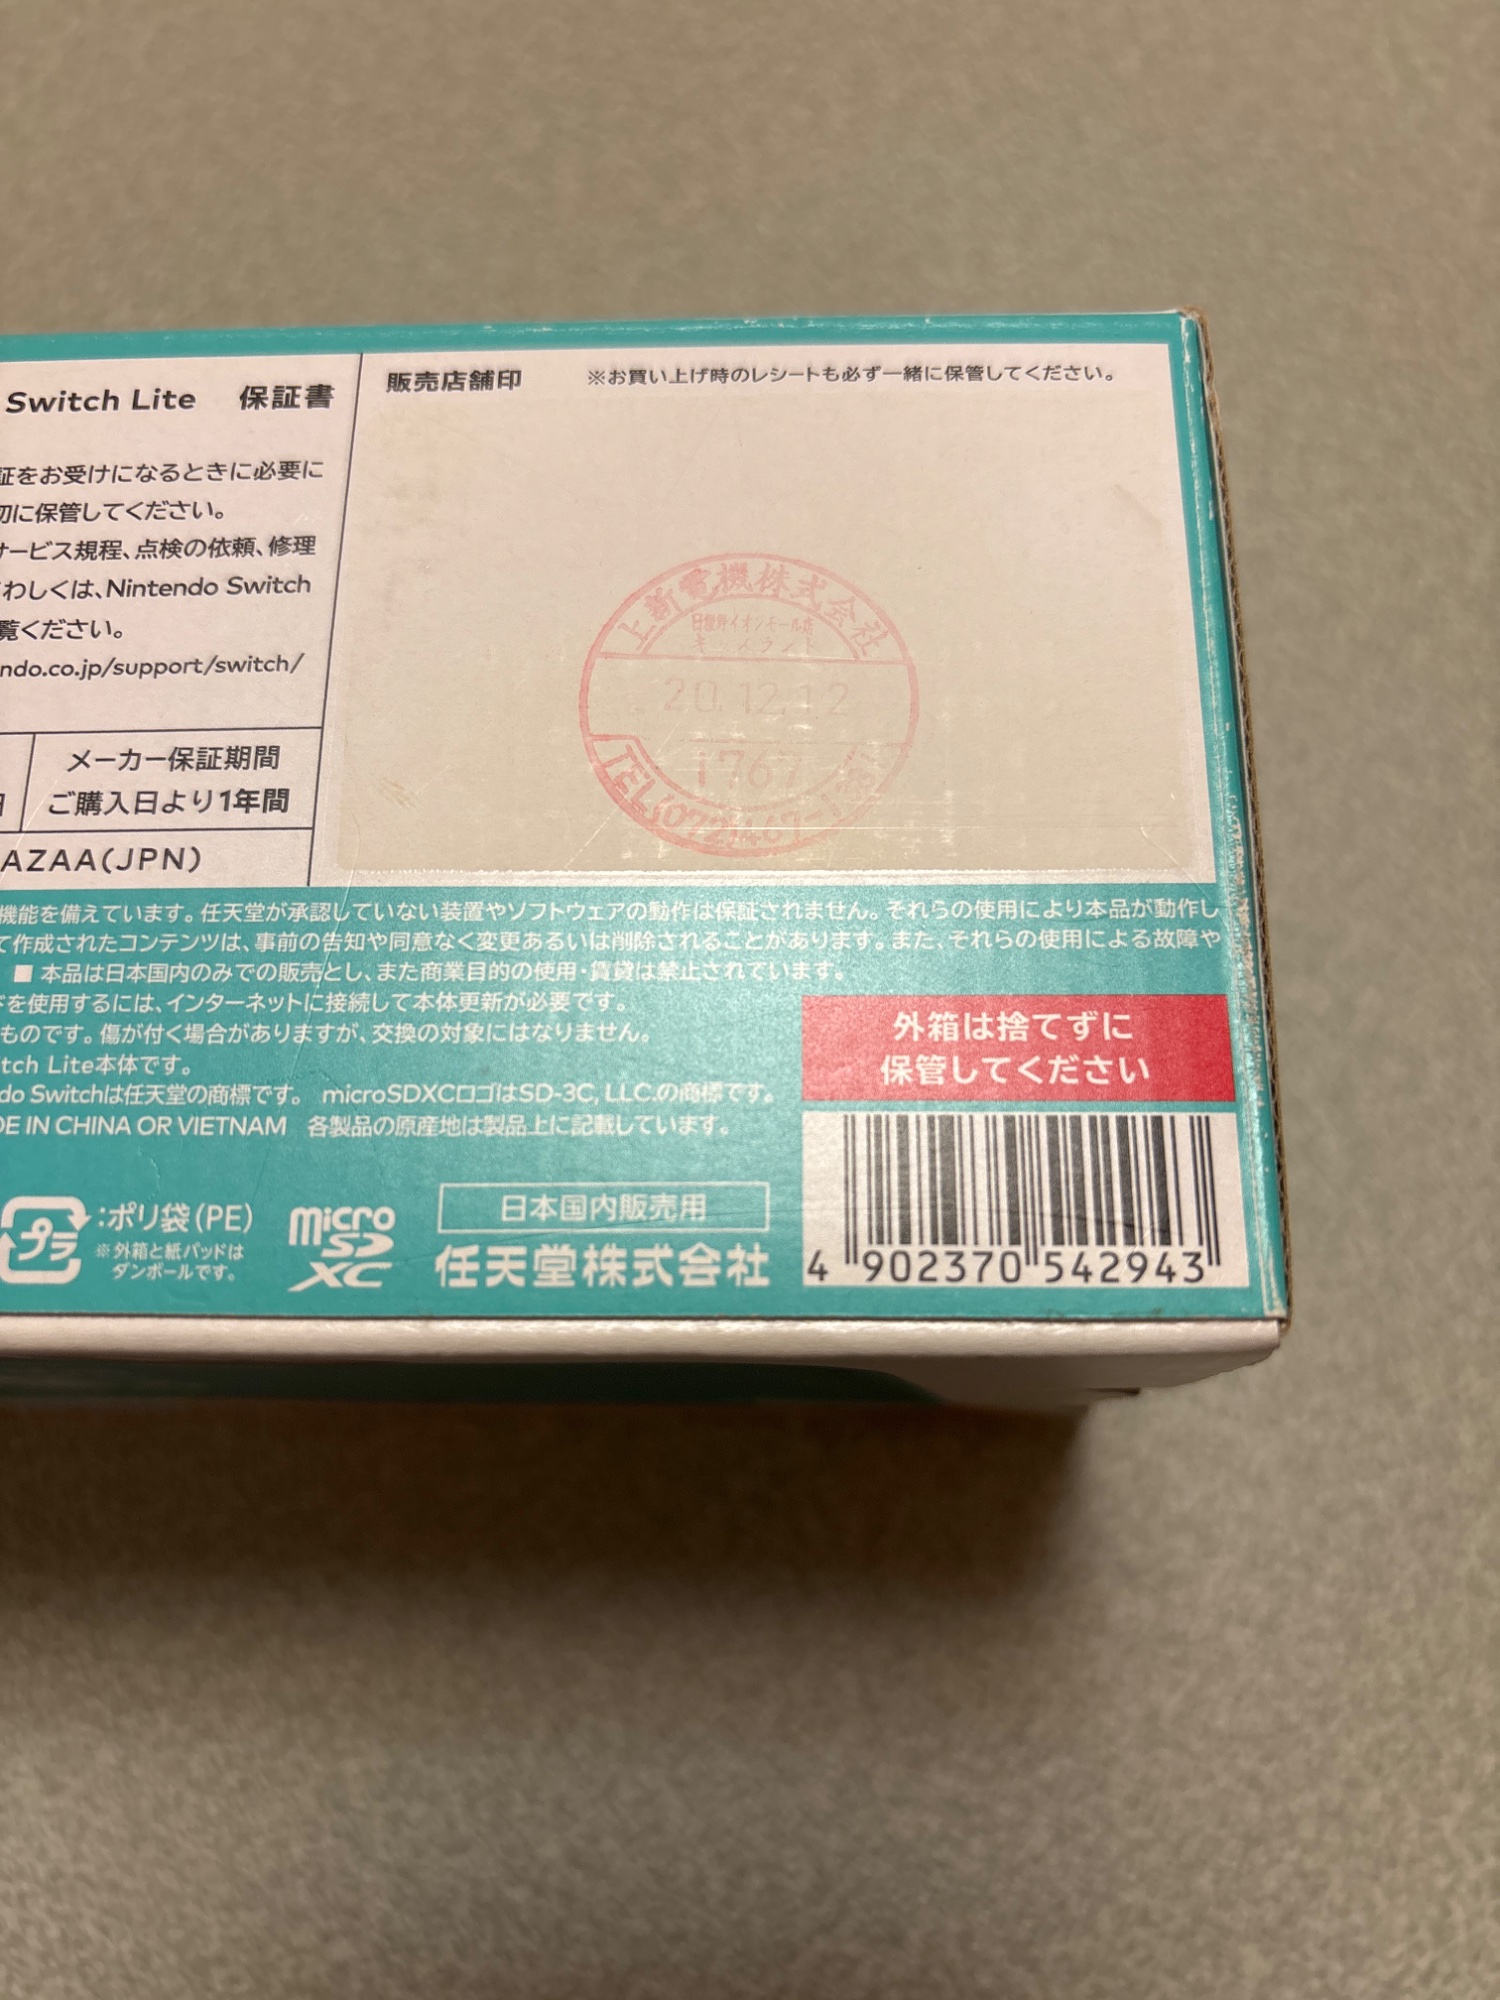 Switch Lite 保証書
証をお受けになるときに必要に
切に保管してください。
サービス規程、点検の依頼、修理
わしくは、Nintendo Switch
覧ください。
ndo.co.jp/support/switch/
メーカー保証期間
ご購入日より1年間
AZAA(JPN)
販売店舗印 ※お買い上げ時のレシートも必ず一緒に保管してください。
上新電機株式会社
イオンモール店
キッズランド
20.12.12
1767
TEL(072)467-
機能を備えています。任天堂が承認していない装置やソフトウェアの動作は保証されません。それらの使用により本品が動作し
て作成されたコンテンツは、事前の告知や同意なく変更あるいは削除されることがあります。また、それらの使用による故障や
■ 本品は日本国内のみでの販売とし、また商業目的の使用・賃貸は禁止されています。
ドを使用するには、インターネットに接続して本体更新が必要です。
ものです。傷が付く場合がありますが、交換の対象にはなりません。
tch Lite本体です。
do Switchは任天堂の商標です。 microSDXCロゴはSD-3C, LLC.の商標です。
DE IN CHINA OR VIETNAM 各製品の原産地は製品上に記載しています。
外箱は捨てずに
保管してください
プラ
:ポリ袋(PE)
※外箱と紙パッドは
ダンボールです。
micro
SD
XC
日本国内販売用
任天堂株式会社
4 902370 542943